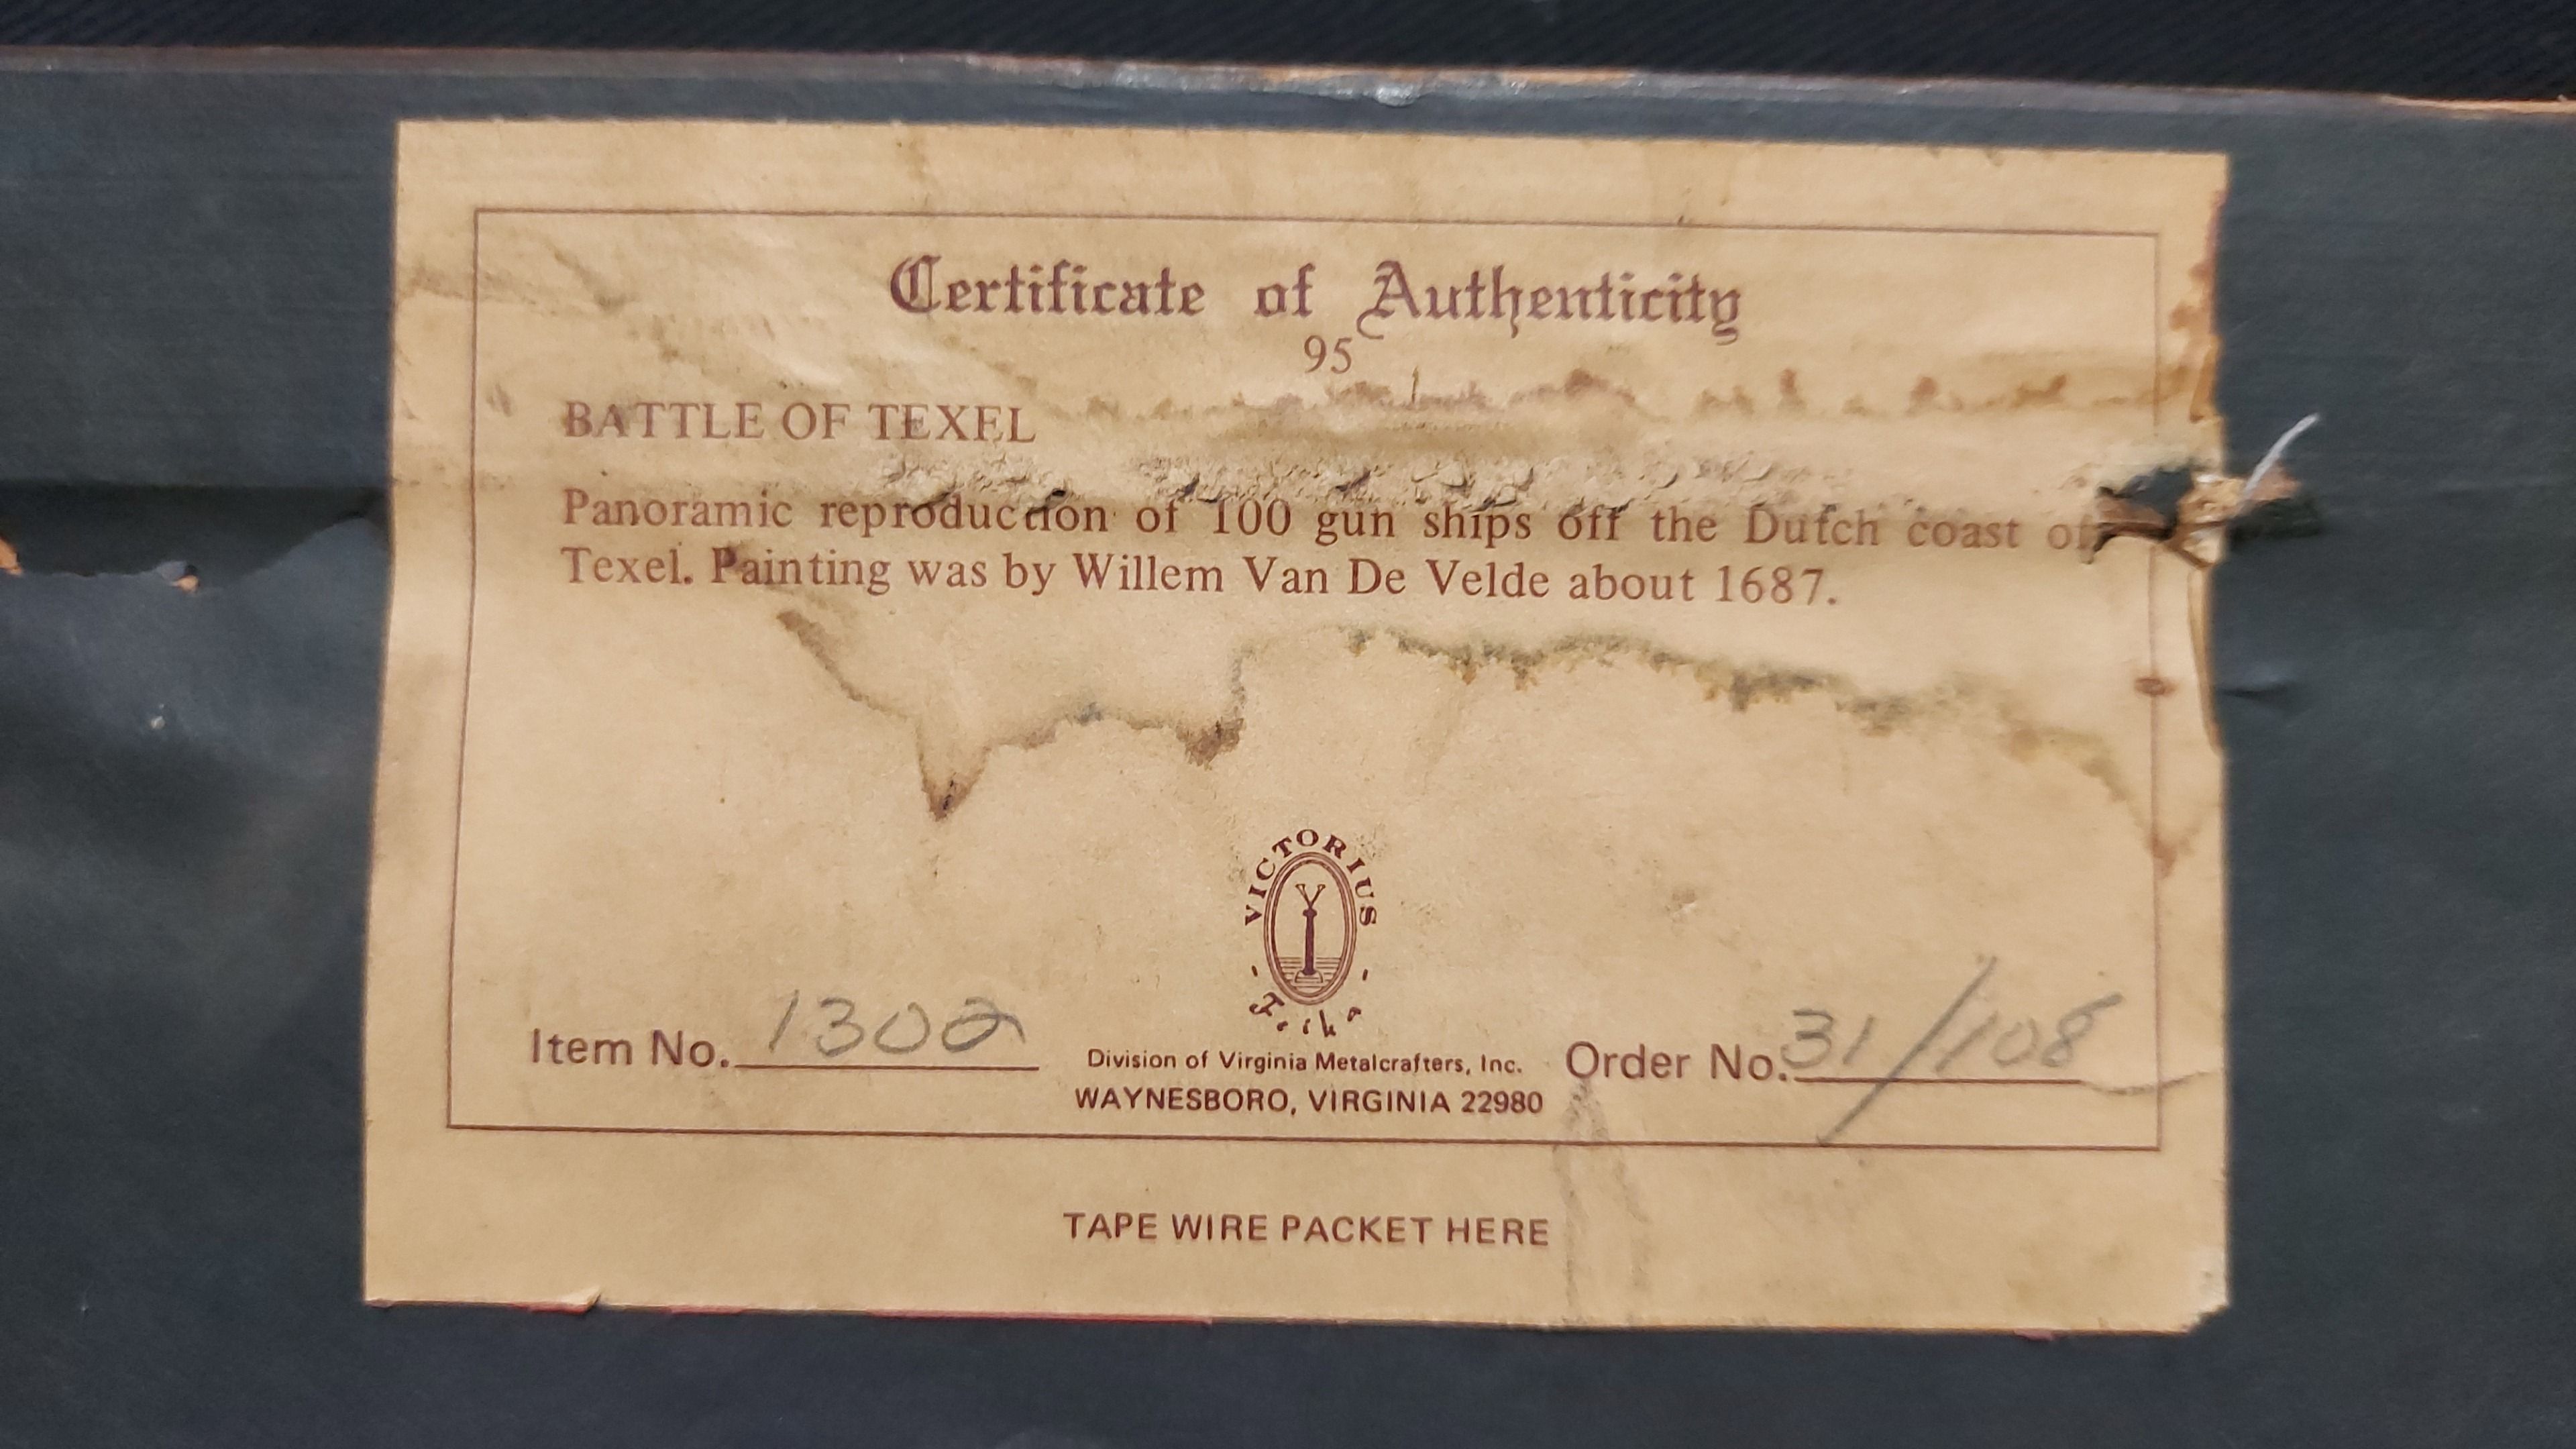 Certificate of Authenticity
95
BATTLE OF TEXEL
Panoramic reproduction of 100 gun ships off the Dutch coast of
Texel. Painting was by Willem Van De Velde about 1687.
VICTORIUS
Item No. 1302
Division of Virginia Metalcrafters, Inc.
WAYNESBORO, VIRGINIA 22980
Order No. 31/108
TAPE WIRE PACKET HERE